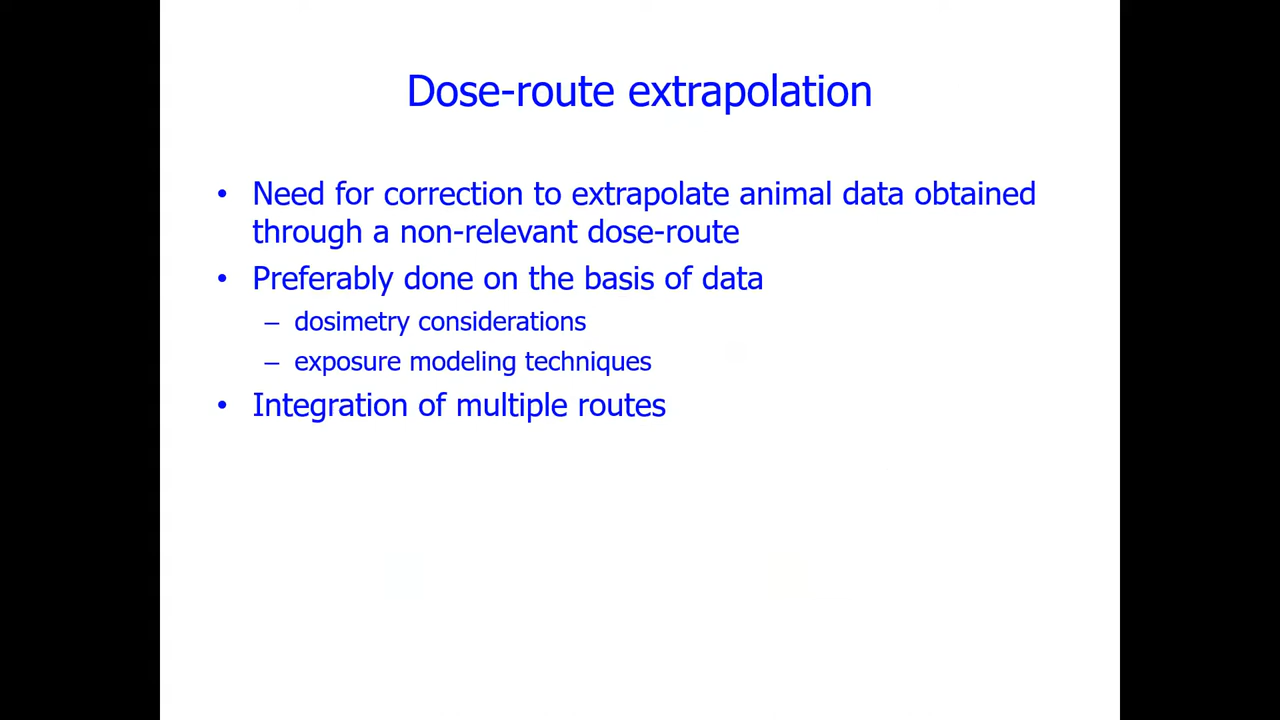 Dose-route extrapolation
• Need for correction to extrapolate animal data obtained
through a non-relevant dose-route
• Preferably done on the basis of data
– dosimetry considerations
– exposure modeling techniques
• Integration of multiple routes